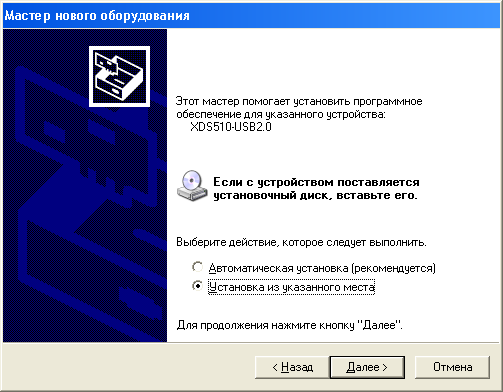 Мастер нового оборудования
Этот мастер помогает установить программное
обеспечение для указанного устройства:
XDS510-USB2.0
Если с устройством поставляется
установочный диск, вставьте его.
Выберите действие, которое следует выполнить.
Автоматическая установка (рекомендуется)
Установка из указанного места
Для продолжения нажмите кнопку "Далее".
< Назад Далее > Отмена